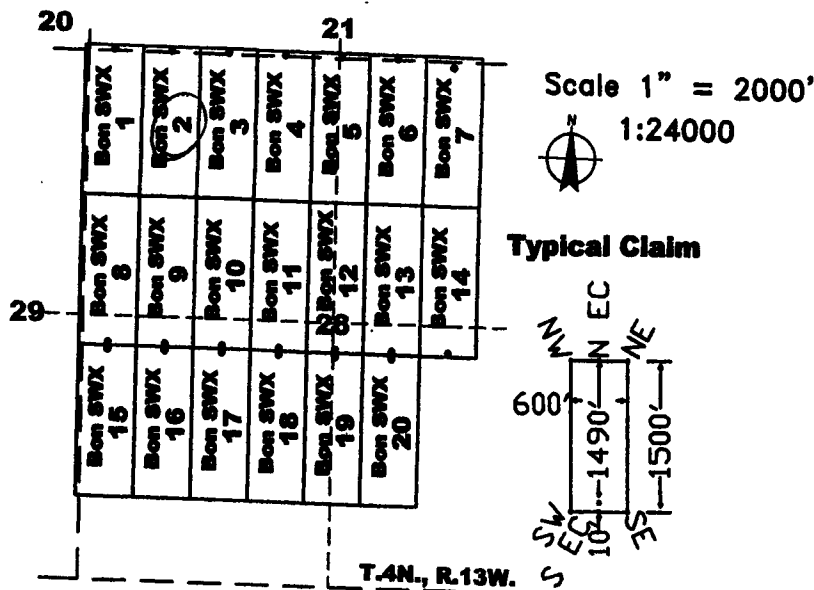 20
21
Bon SWX 1
Bon SWX 2
Bon SWX 3
Bon SWX 4
Bon SWX 5
Bon SWX 6
Bon SWX 7
Scale 1" = 2000'
1:24000
N
Bon SWX 8
Bon SWX 9
Bon SWX 10
Bon SWX 11
Bon SWX 12
Bon SWX 13
Bon SWX 14
29
28
Bon SWX 15
Bon SWX 16
Bon SWX 17
Bon SWX 18
Bon SWX 19
Bon SWX 20
Typical Claim
NW
N EC
NE
600'
1490'
1500'
SW
S EC
10'
SE
T.4N., R.13W.